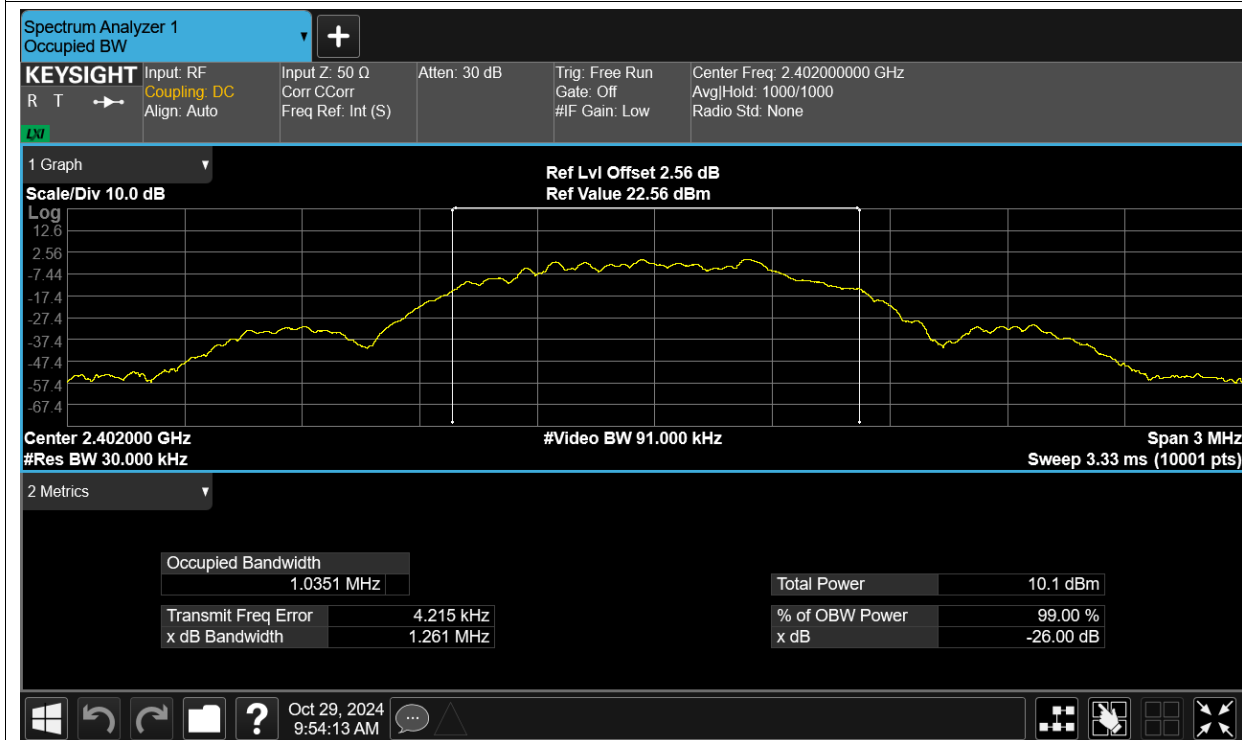 Spectrum Analyzer 1
Occupied BW
KEYSIGHT
R T
LXI
Input: RF
Coupling: DC
Align: Auto
Input Z: 50 Ω
Corr CCorr
Freq Ref: Int (S)
Atten: 30 dB
Trig: Free Run
Gate: Off
#IF Gain: Low
Center Freq: 2.402000000 GHz
Avg|Hold: 1000/1000
Radio Std: None
1 Graph
Scale/Div 10.0 dB
Ref Lvl Offset 2.56 dB
Ref Value 22.56 dBm
Log
12.6
2.56
-7.44
-17.4
-27.4
-37.4
-47.4
-57.4
-67.4
Center 2.402000 GHz
#Res BW 30.000 kHz
#Video BW 91.000 kHz
Span 3 MHz
Sweep 3.33 ms (10001 pts)
2 Metrics
Occupied Bandwidth
1.0351 MHz
Transmit Freq Error 4.215 kHz
x dB Bandwidth 1.261 MHz
Total Power 10.1 dBm
% of OBW Power 99.00 %
x dB -26.00 dB
?
Oct 29, 2024
9:54:13 AM